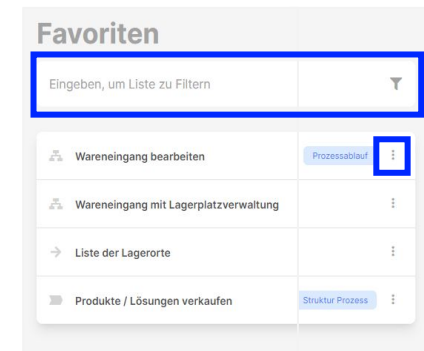 Favoriten
Eingeben, um Liste zu Filtern
Wareneingang bearbeiten Prozessablauf
Wareneingang mit Lagerplatzverwaltung
Liste der Lagerorte
Produkte / Lösungen verkaufen Struktur Prozess